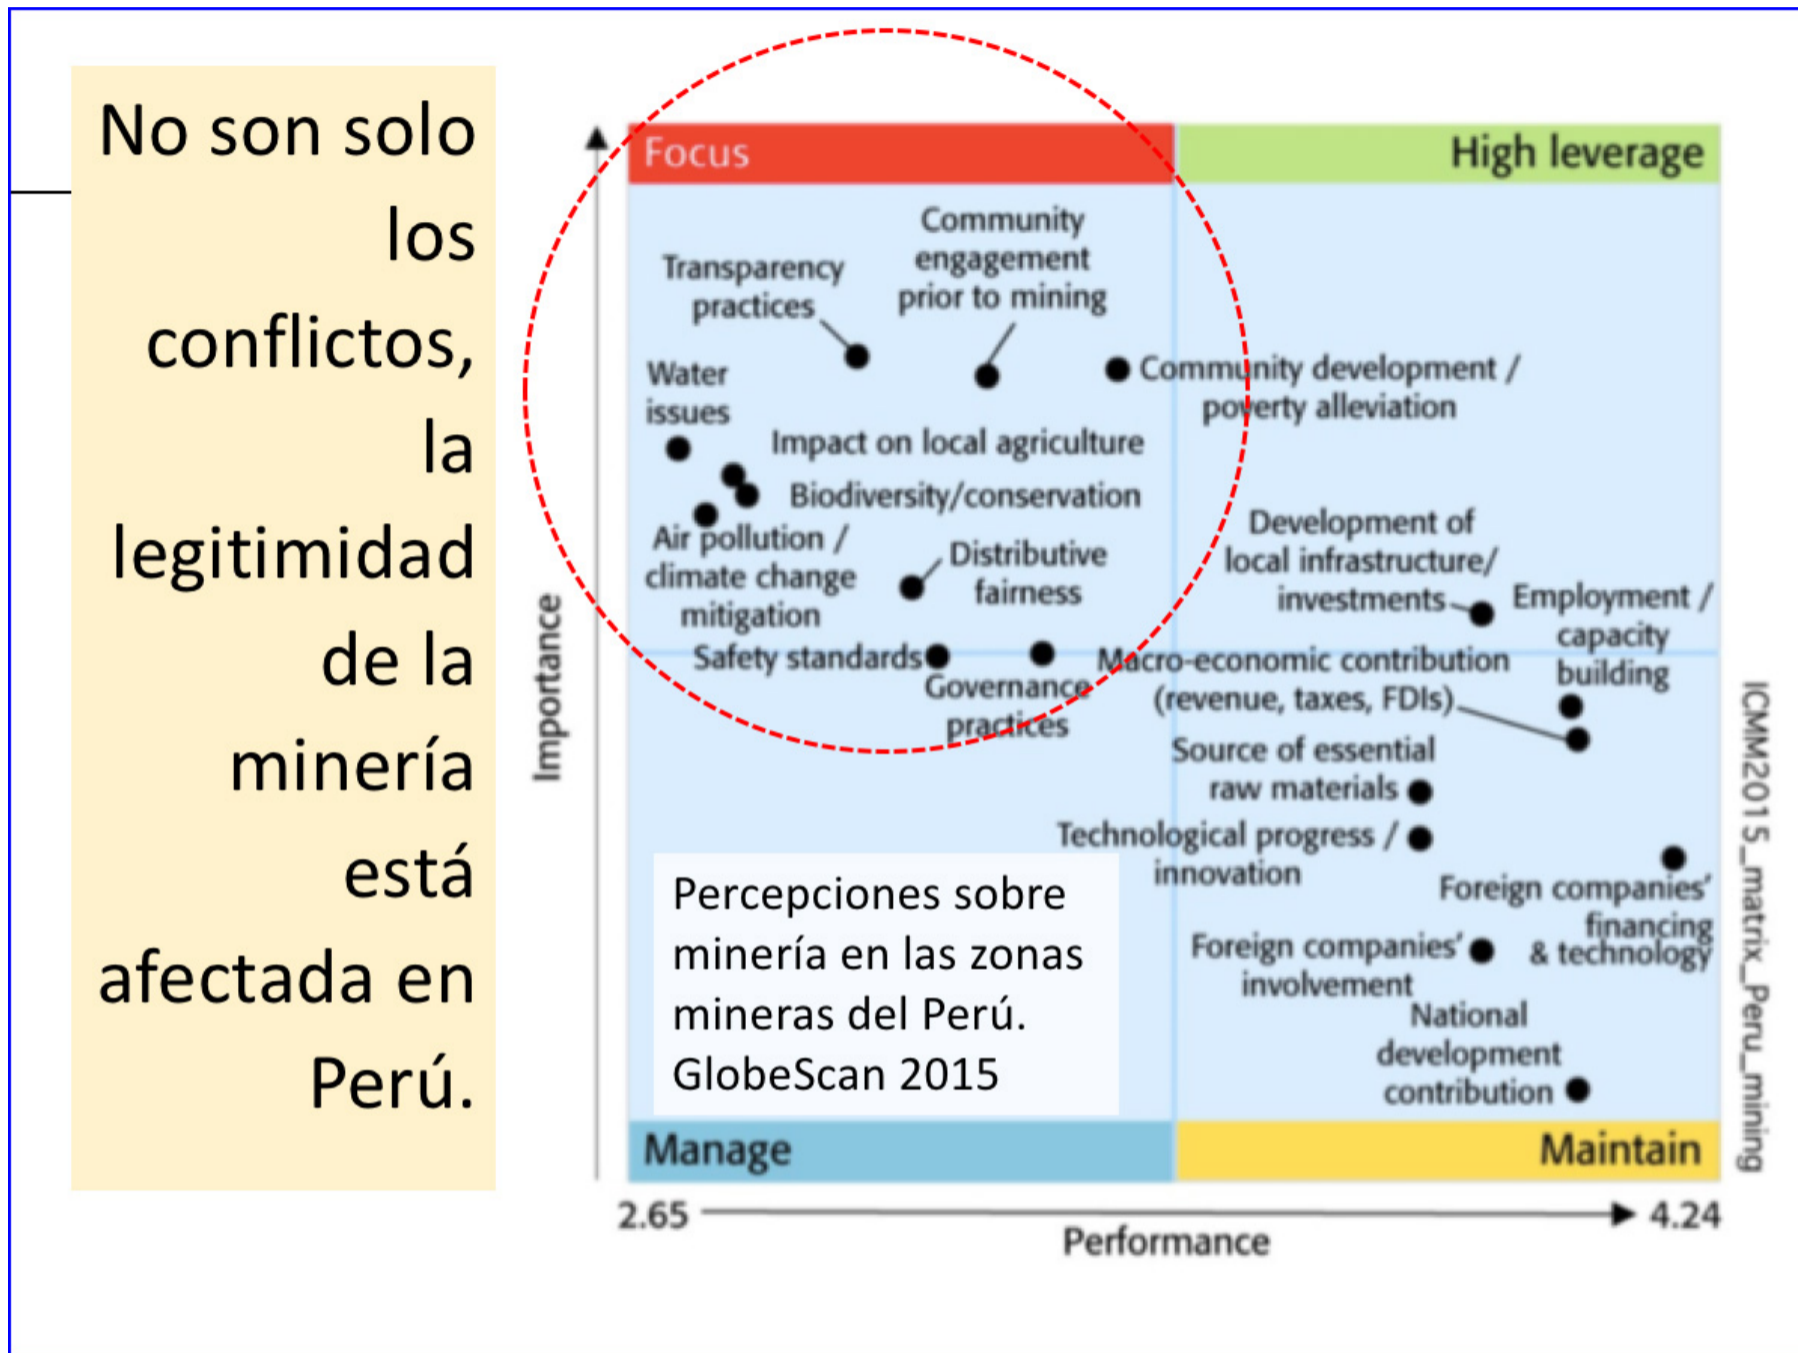 No son solo
los
conflictos,
la
legitimidad
de la
minería
está
afectada en
Perú.
Focus
High leverage
Community
engagement
prior to mining
Transparency
practices
Water
issues
Community development /
poverty alleviation
Impact on local agriculture
Biodiversity/conservation
Air pollution /
climate change
mitigation
Distributive
fairness
Development of
local infrastructure/
investments
Employment /
capacity
building
Safety standards
Governance
practices
Macro-economic contribution
(revenue, taxes, FDIs)
Source of essential
raw materials
Technological progress /
innovation
Foreign companies'
financing
& technology
Foreign companies'
involvement
National
development
contribution
Percepciones sobre
minería en las zonas
mineras del Perú.
GlobeScan 2015
Manage
Maintain
Importance
2.65
4.24
Performance
ICMM2015_matrix_Peru_mining